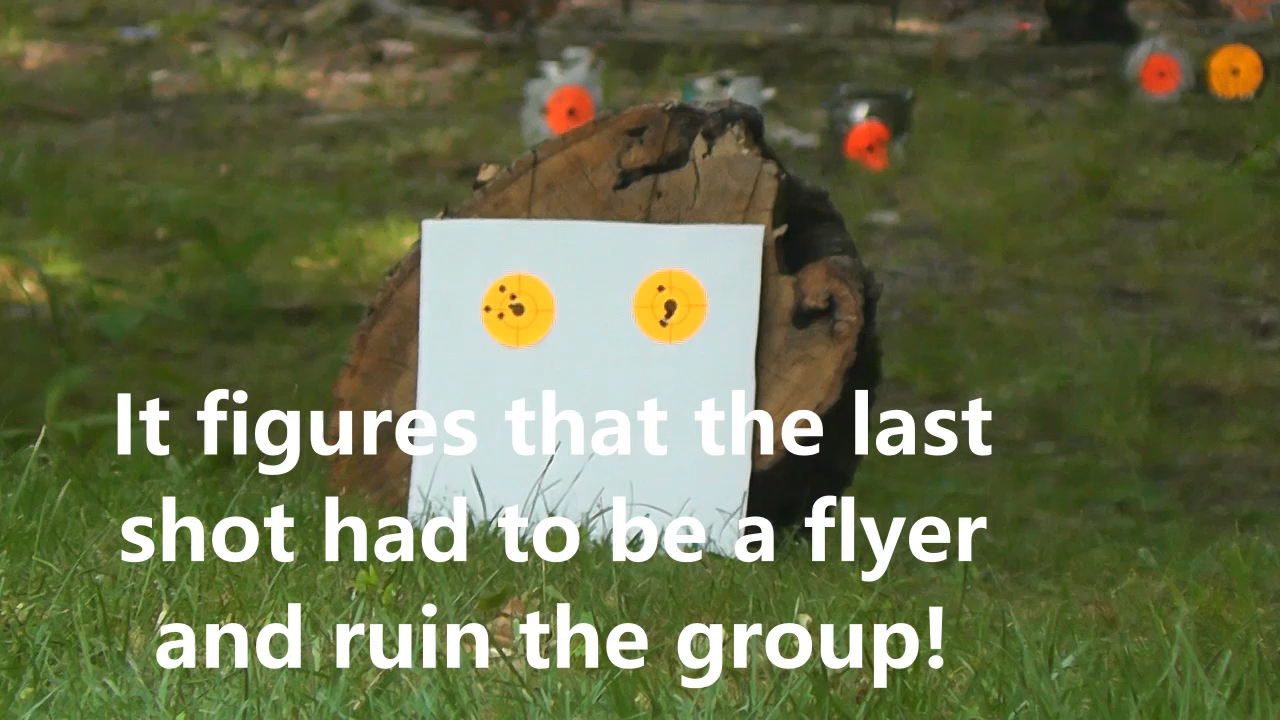 It figures that the last
shot had to be a flyer
and ruin the group!